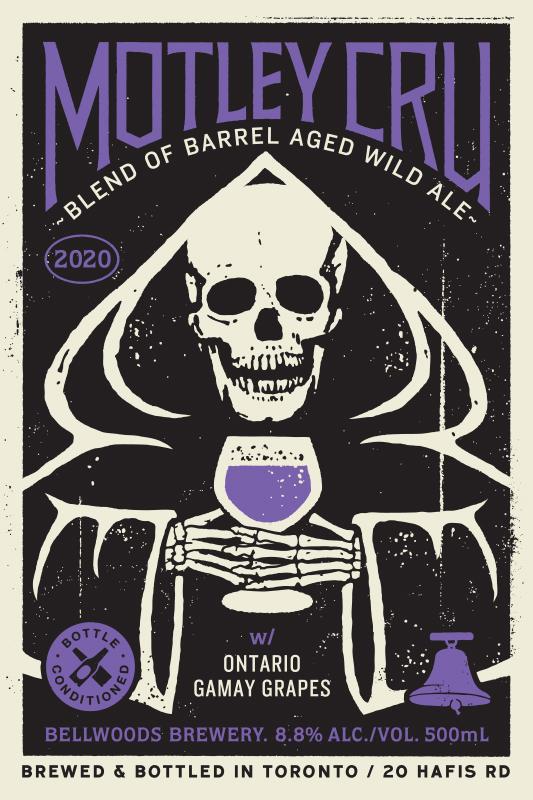 MOTLEY CRU
~BLEND OF BARREL AGED WILD ALE~
2020
BOTTLE
CONDITIONED
w/
ONTARIO
GAMAY GRAPES
BELLWOODS BREWERY. 8.8% ALC./VOL. 500mL
BREWED & BOTTLED IN TORONTO / 20 HAFIS RD